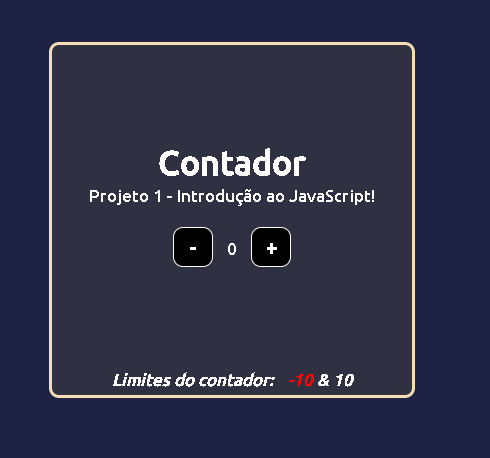 Contador
Projeto 1 - Introdução ao JavaScript!
- 0 +
Limites do contador: -10 & 10